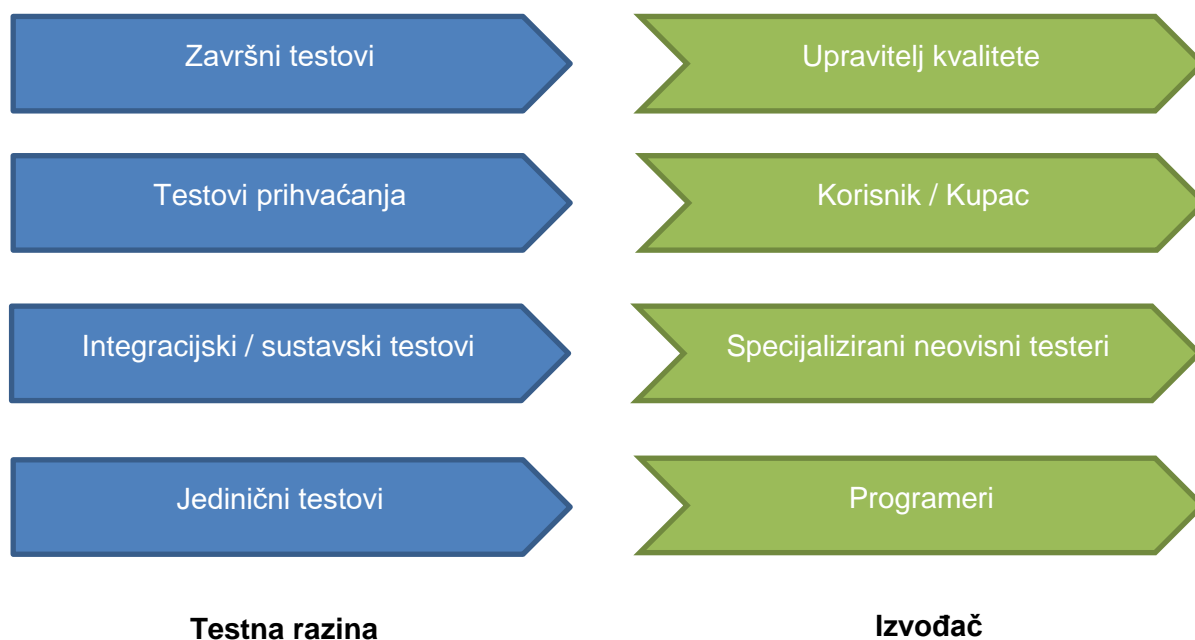 Završni testovi
Upravitelj kvalitete
Testovi prihvaćanja
Korisnik / Kupac
Integracijski / sustavski testovi
Specijalizirani neovisni testeri
Jedinični testovi
Programeri
Testna razina
Izvođač